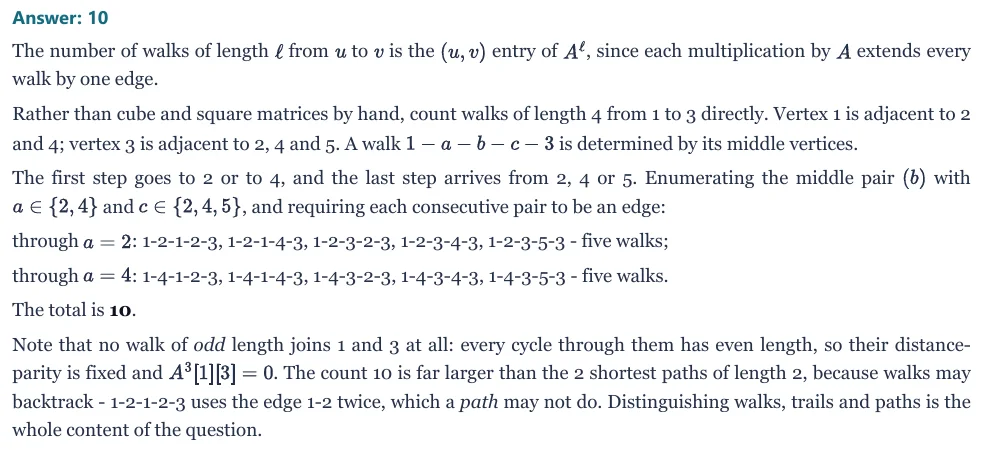 Answer: 10
The number of walks of length ℓ from u to v is the (u, v) entry of A^ℓ, since each multiplication by A extends every
walk by one edge.
Rather than cube and square matrices by hand, count walks of length 4 from 1 to 3 directly. Vertex 1 is adjacent to 2
and 4; vertex 3 is adjacent to 2, 4 and 5. A walk 1 − a − b − c − 3 is determined by its middle vertices.
The first step goes to 2 or to 4, and the last step arrives from 2, 4 or 5. Enumerating the middle pair (b) with
a ∈ {2, 4} and c ∈ {2, 4, 5}, and requiring each consecutive pair to be an edge:
through a = 2: 1-2-1-2-3, 1-2-1-4-3, 1-2-3-2-3, 1-2-3-4-3, 1-2-3-5-3 - five walks;
through a = 4: 1-4-1-2-3, 1-4-1-4-3, 1-4-3-2-3, 1-4-3-4-3, 1-4-3-5-3 - five walks.
The total is 10.
Note that no walk of odd length joins 1 and 3 at all: every cycle through them has even length, so their distance-
parity is fixed and A³[1][3] = 0. The count 10 is far larger than the 2 shortest paths of length 2, because walks may
backtrack - 1-2-1-2-3 uses the edge 1-2 twice, which a path may not do. Distinguishing walks, trails and paths is the
whole content of the question.